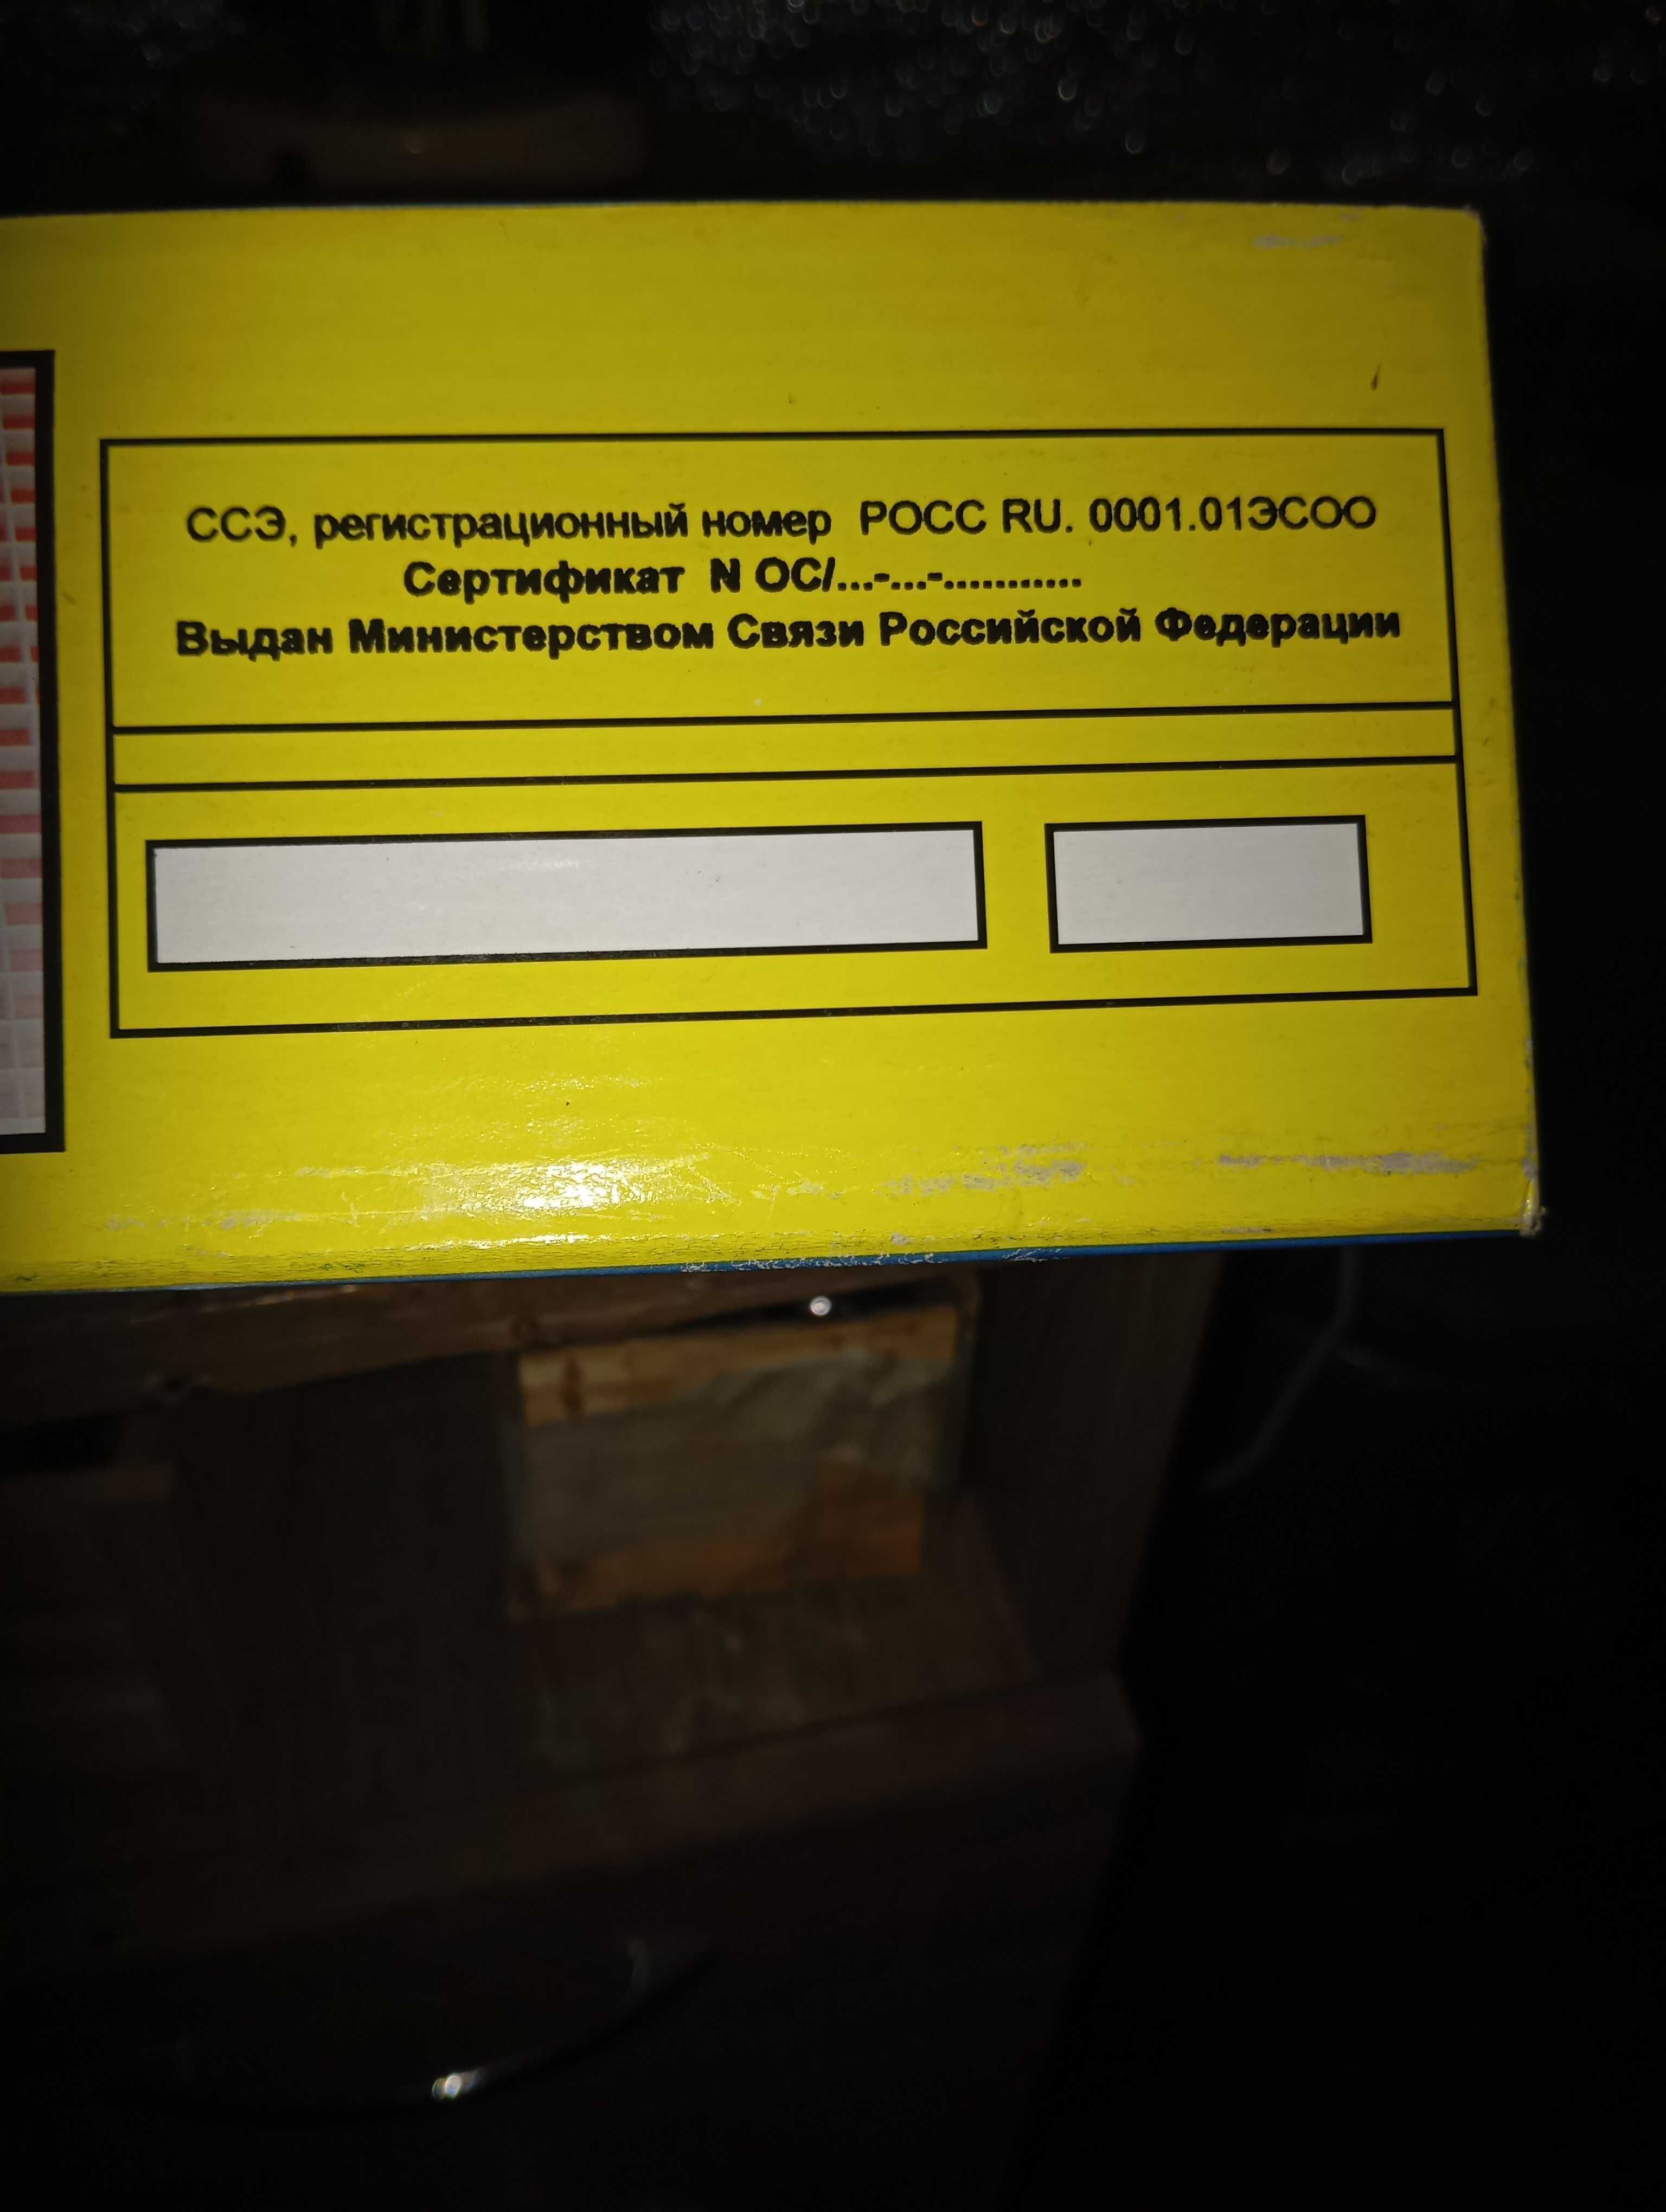 ССЭ, регистрационный номер РОСС RU. 0001.01ЭСОО
Сертификат N ОС/...-...-...........
Выдан Министерством Связи Российской Федерации